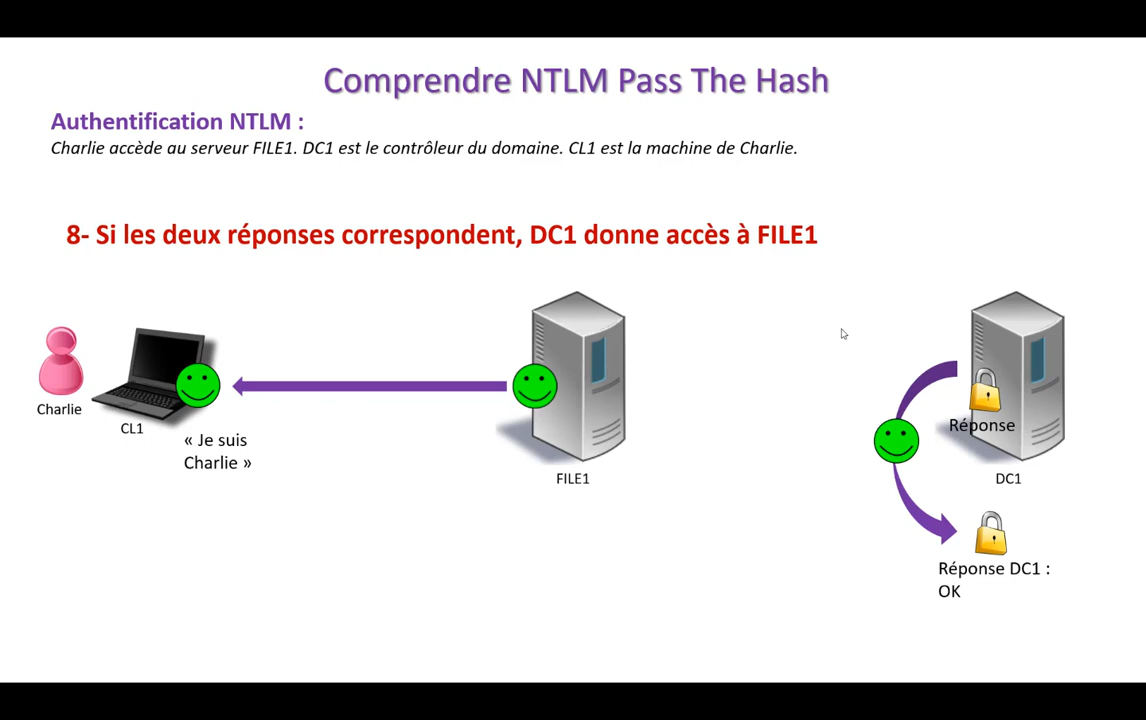 Comprendre NTLM Pass The Hash
Authentification NTLM :
Charlie accède au serveur FILE1. DC1 est le contrôleur du domaine. CL1 est la machine de Charlie.
8- Si les deux réponses correspondent, DC1 donne accès à FILE1
Charlie
CL1
« Je suis
Charlie »
FILE1
Réponse
DC1
Réponse DC1 :
OK